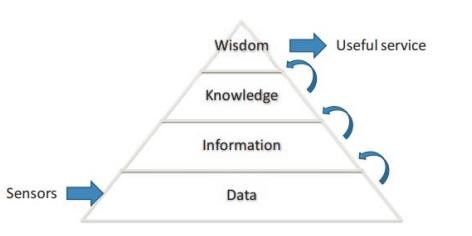 Wisdom
Useful service
Knowledge
Information
Sensors
Data